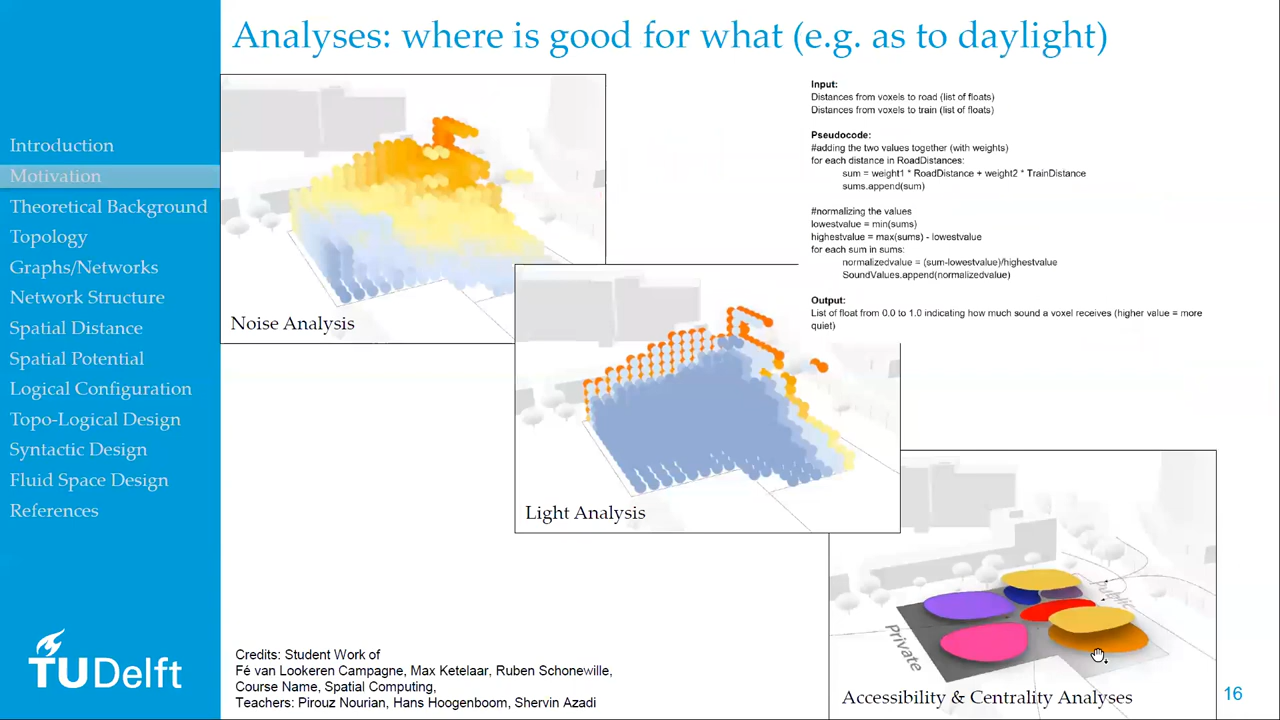 Analyses: where is good for what (e.g. as to daylight)
Introduction
Motivation
Theoretical Background
Topology
Graphs/Networks
Network Structure
Spatial Distance
Spatial Potential
Logical Configuration
Topo-Logical Design
Syntactic Design
Fluid Space Design
References
TUDelft
Noise Analysis
Light Analysis
Input:
Distances from voxels to road (list of floats)
Distances from voxels to train (list of floats)
Pseudocode:
#adding the two values together (with weights)
for each distance in RoadDistances:
sum = weight1 * RoadDistance + weight2 * TrainDistance
sums.append(sum)
#normalizing the values
lowestvalue = min(sums)
highestvalue = max(sums) - lowestvalue
for each sum in sums:
normalizedvalue = (sum-lowestvalue)/highestvalue
SoundValues.append(normalizedvalue)
Output:
List of float from 0.0 to 1.0 indicating how much sound a voxel receives (higher value = more
quiet)
Private
Public
Accessibility & Centrality Analyses
Credits: Student Work of
Fé van Lookeren Campagne, Max Ketelaar, Ruben Schonewille,
Course Name, Spatial Computing,
Teachers: Pirouz Nourian, Hans Hoogenboom, Shervin Azadi
16